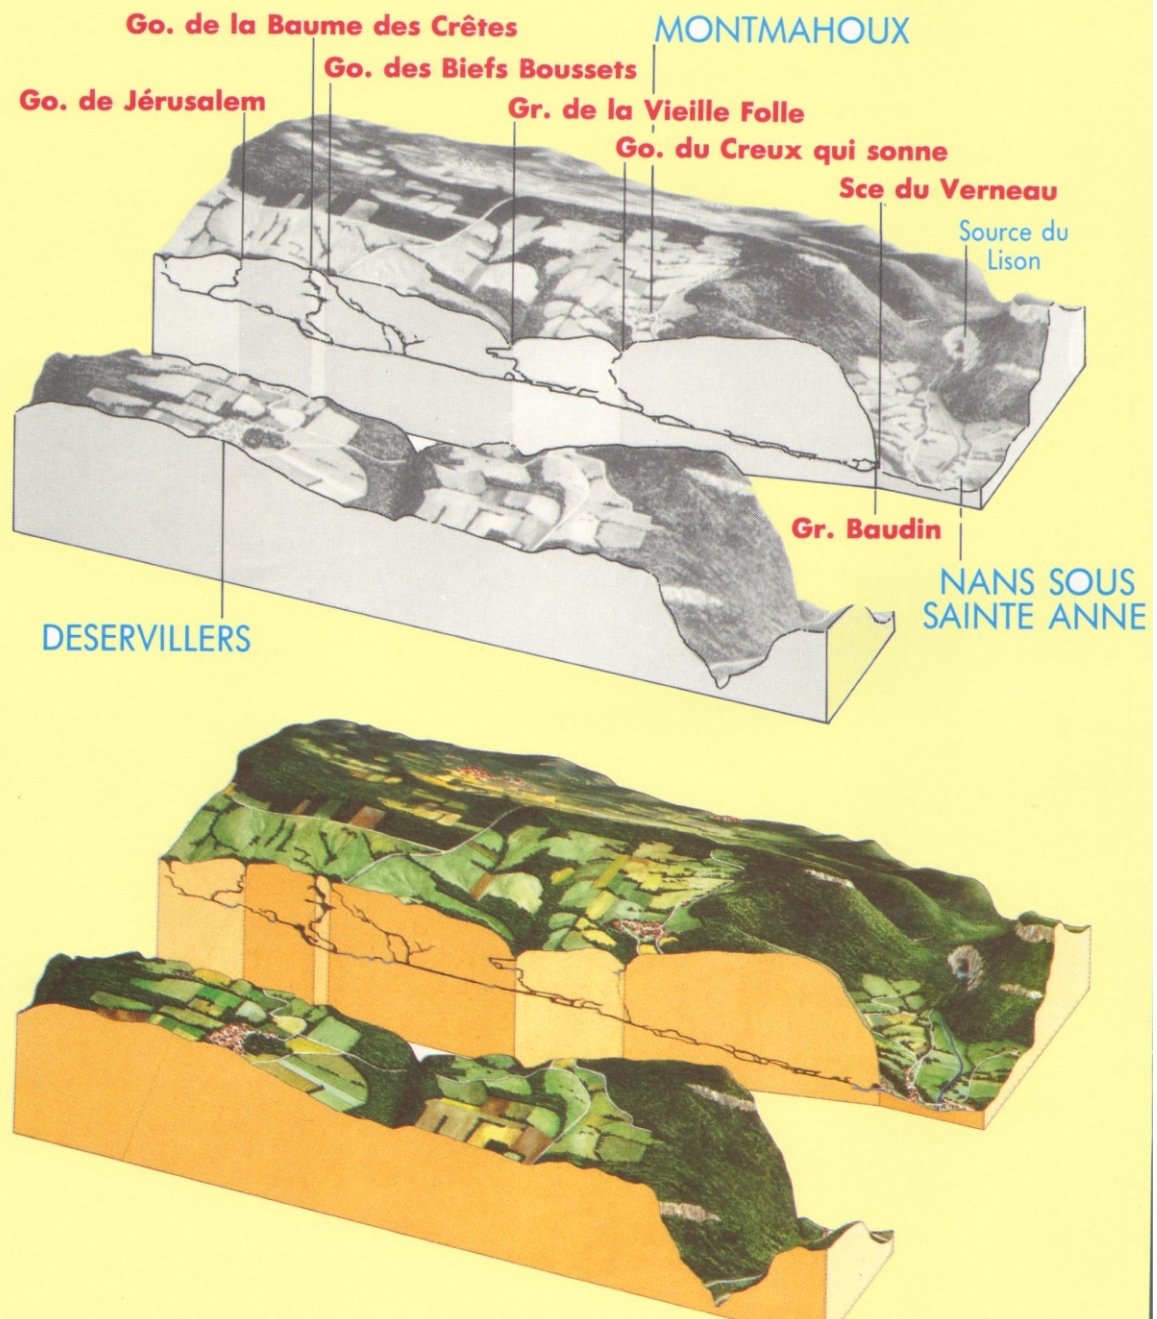 Go. de la Baume des Crêtes
MONTMAHOUX
Go. des Biefs Boussets
Go. de Jérusalem
Gr. de la Vieille Folle
Go. du Creux qui sonne
Sce du Verneau
Source du
Lison
Gr. Baudin
NANS SOUS
SAINTE ANNE
DESERVILLERS